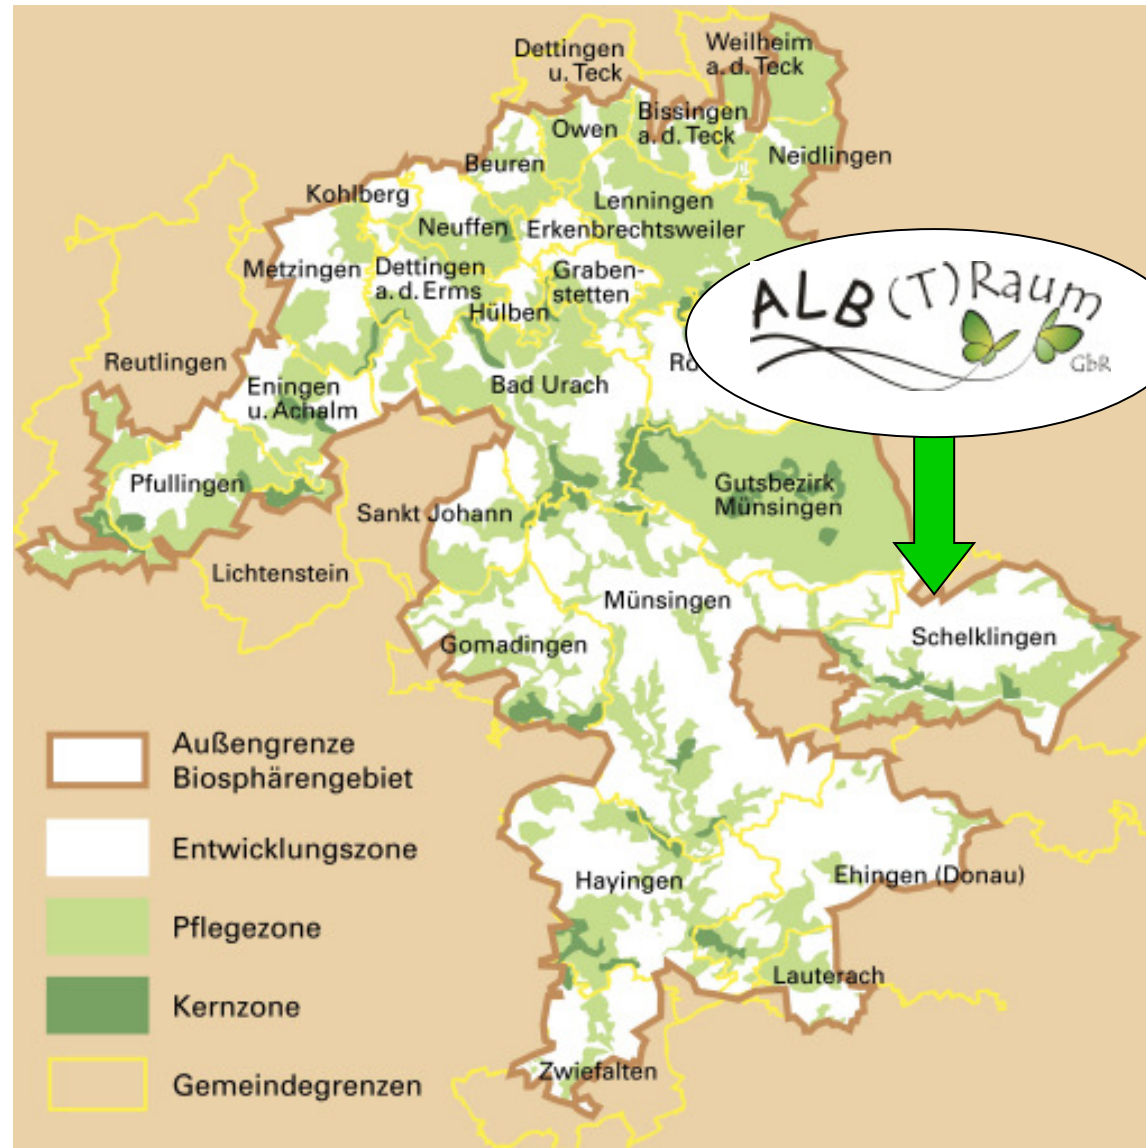 Dettingen
u. Teck
Weilheim
a. d. Teck
Bissingen
a. d. Teck
Owen
Neidlingen
Beuren
Kohlberg
Lenningen
Neuffen
Erkenbrechtsweiler
Metzingen
Dettingen
a. d. Erms
Graben-
stetten
Hülben
ALB (T) Raum
GbR
Reutlingen
Rö
Eningen
u. Achalm
Bad Urach
Pfullingen
Gutsbezirk
Münsingen
Sankt Johann
Lichtenstein
Münsingen
Schelklingen
Gomadingen
Außengrenze
Biosphärengebiet
Entwicklungszone
Hayingen
Ehingen (Donau)
Pflegezone
Lauterach
Kernzone
Zwiefalten
Gemeindegrenzen